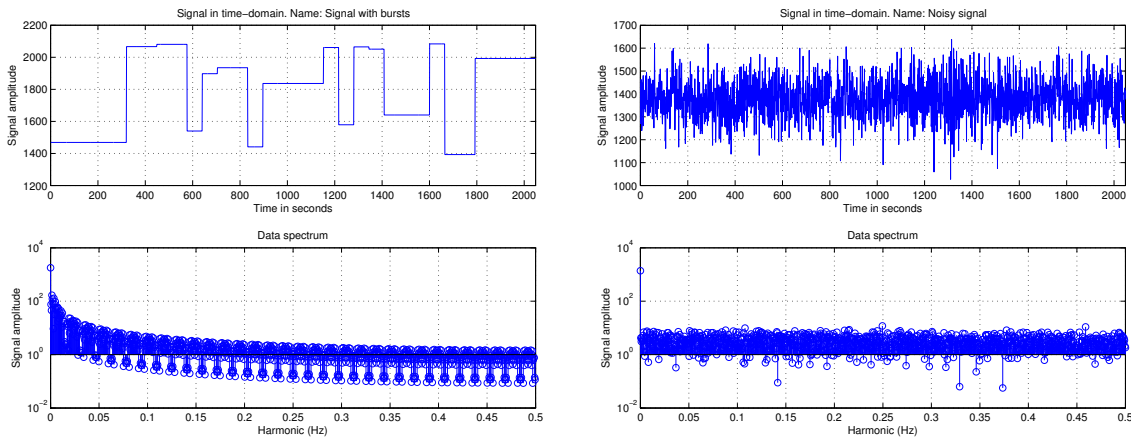 Signal in time-domain. Name: Signal with bursts
2200
2000
1800
1600
1400
1200
Signal amplitude
0 200 400 600 800 1000 1200 1400 1600 1800 2000
Time in seconds
Signal in time-domain. Name: Noisy signal
1700
1600
1500
1400
1300
1200
1100
1000
Signal amplitude
0 200 400 600 800 1000 1200 1400 1600 1800 2000
Time in seconds
Data spectrum
10^4
10^2
10^0
10^-2
Signal amplitude
0 0.05 0.1 0.15 0.2 0.25 0.3 0.35 0.4 0.45 0.5
Harmonic (Hz)
Data spectrum
10^4
10^2
10^0
10^-2
Signal amplitude
0 0.05 0.1 0.15 0.2 0.25 0.3 0.35 0.4 0.45 0.5
Harmonic (Hz)